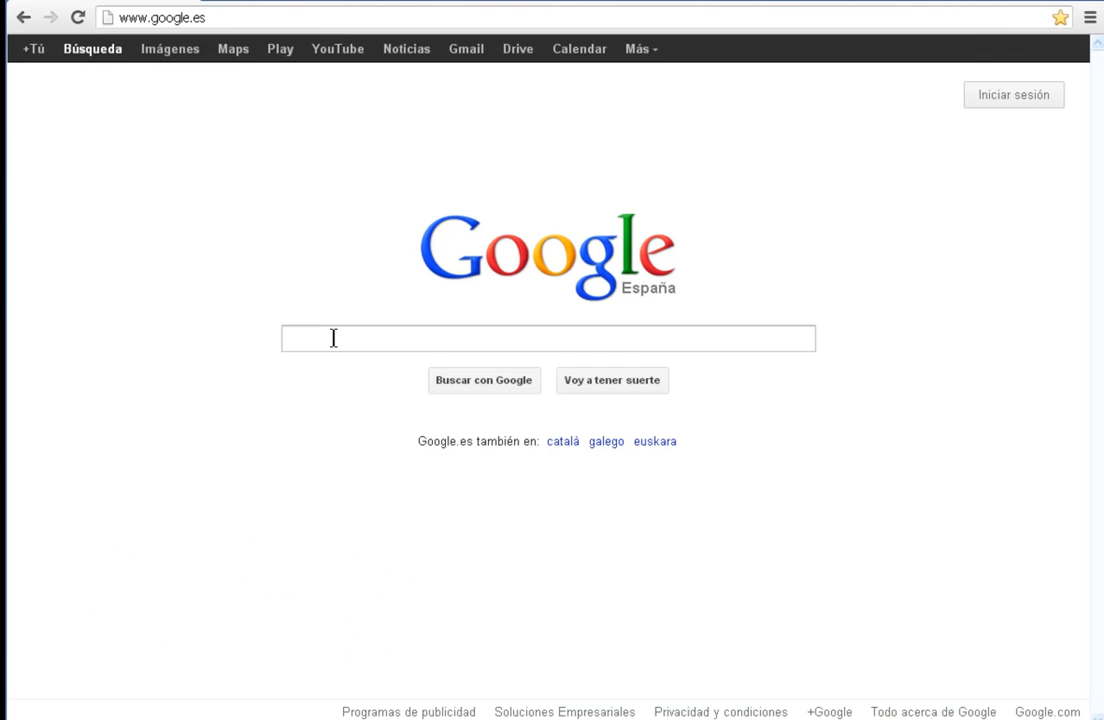 www.google.es
+Tú Búsqueda Imágenes Maps Play YouTube Noticias Gmail Drive Calendar Más
Iniciar sesión
Google
España
Buscar con Google Voy a tener suerte
Google.es también en: català galego euskara
Programas de publicidad Soluciones Empresariales Privacidad y condiciones +Google Todo acerca de Google Google.com